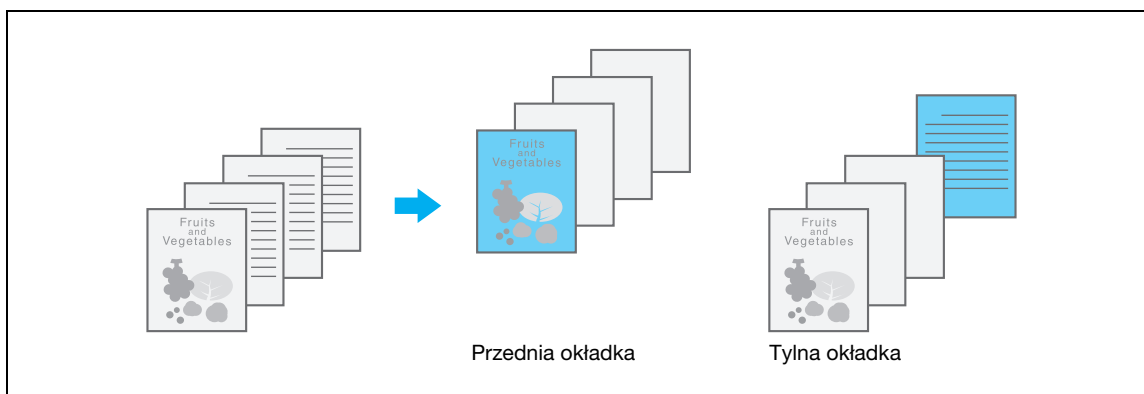 Fruits
and
Vegetables
Fruits
and
Vegetables
Fruits
and
Vegetables
Przednia okładka
Tylna okładka